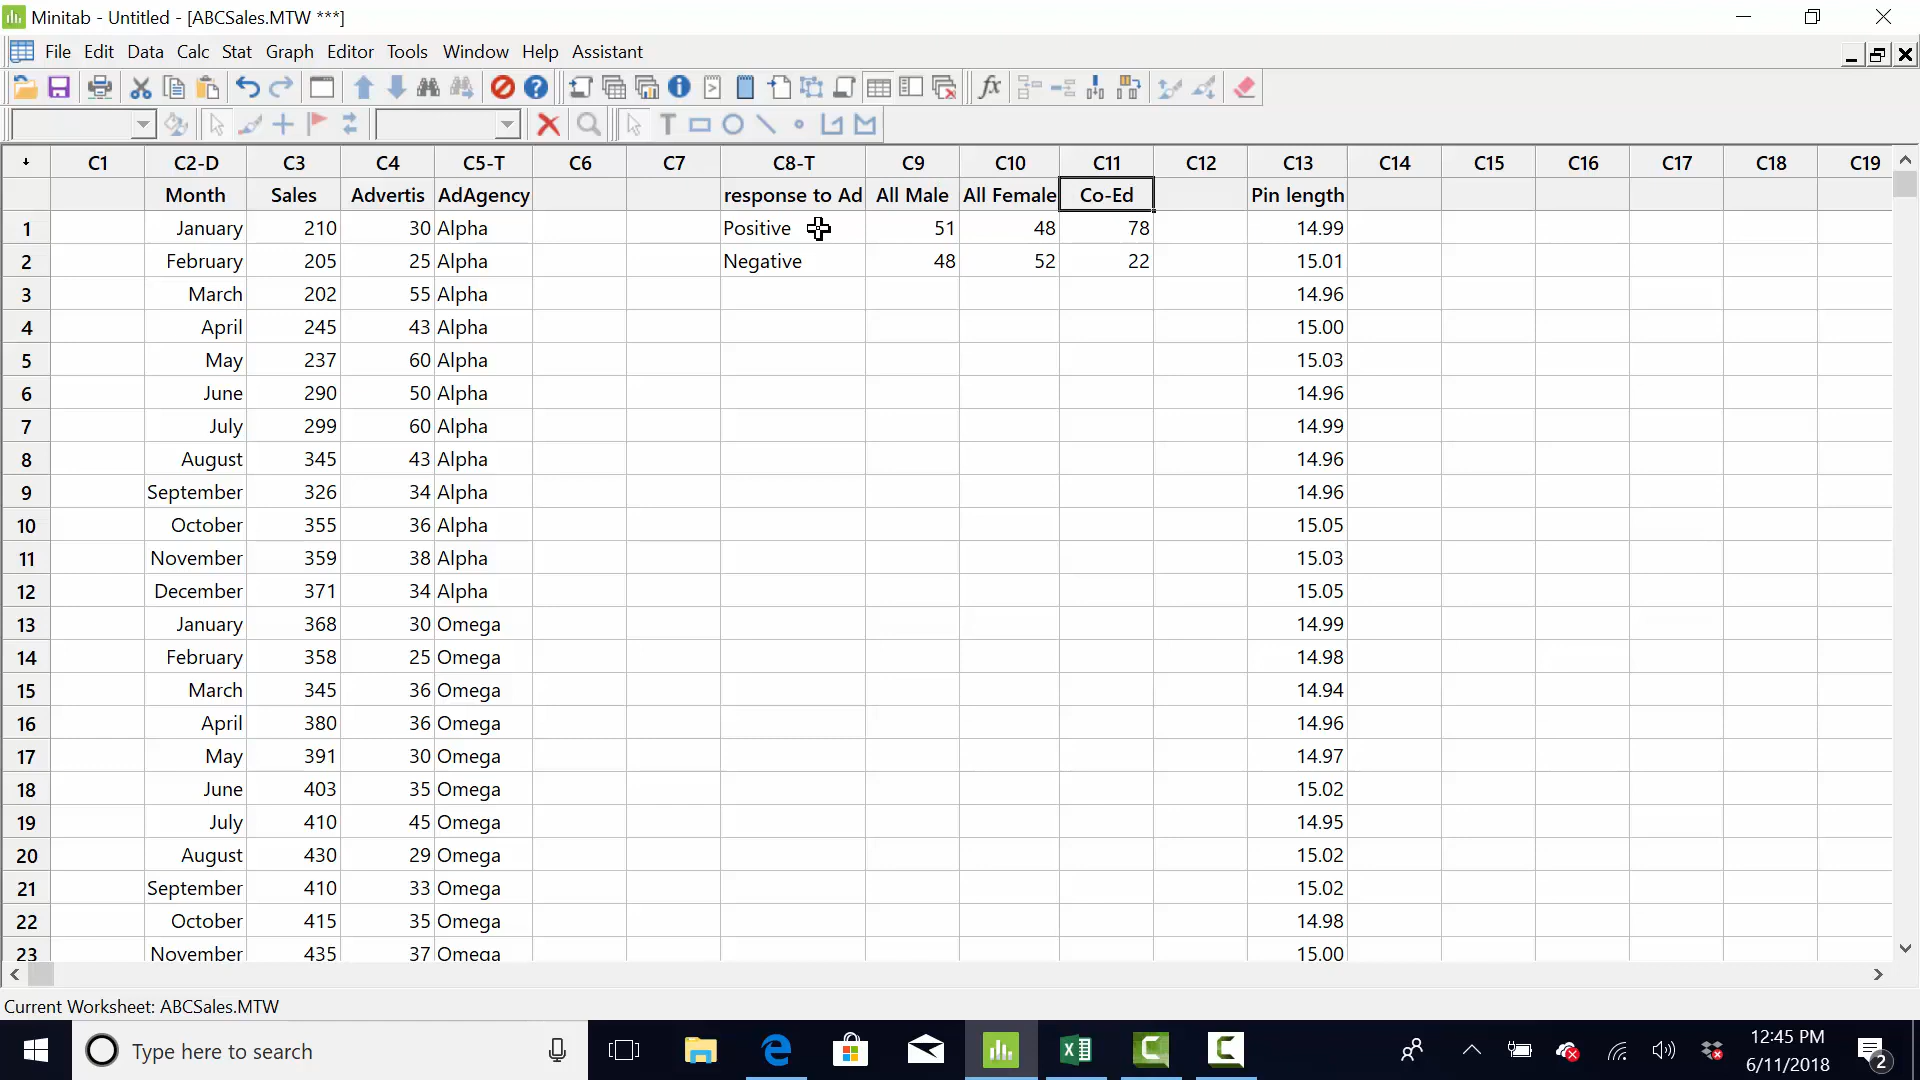 Minitab - Untitled - [ABCSales.MTW ***]
File Edit Data Calc Stat Graph Editor Tools Window Help Assistant
C1 C2-D C3 C4 C5-T C6 C7 C8-T C9 C10 C11 C12 C13 C14 C15 C16 C17 C18 C19
Month Sales Advertis AdAgency response to Ad All Male All Female Co-Ed Pin length
1 January 210 30 Alpha Positive 51 48 78 14.99
2 February 205 25 Alpha Negative 48 52 22 15.01
3 March 202 55 Alpha 14.96
4 April 245 43 Alpha 15.00
5 May 237 60 Alpha 15.03
6 June 290 50 Alpha 14.96
7 July 299 60 Alpha 14.99
8 August 345 43 Alpha 14.96
9 September 326 34 Alpha 14.96
10 October 355 36 Alpha 15.05
11 November 359 38 Alpha 15.03
12 December 371 34 Alpha 15.05
13 January 368 30 Omega 14.99
14 February 358 25 Omega 14.98
15 March 345 36 Omega 14.94
16 April 380 36 Omega 14.96
17 May 391 30 Omega 14.97
18 June 403 35 Omega 15.02
19 July 410 45 Omega 14.95
20 August 430 29 Omega 15.02
21 September 410 33 Omega 15.02
22 October 415 35 Omega 14.98
23 November 435 37 Omega 15.00
Current Worksheet: ABCSales.MTW
Type here to search
12:45 PM
6/11/2018
2